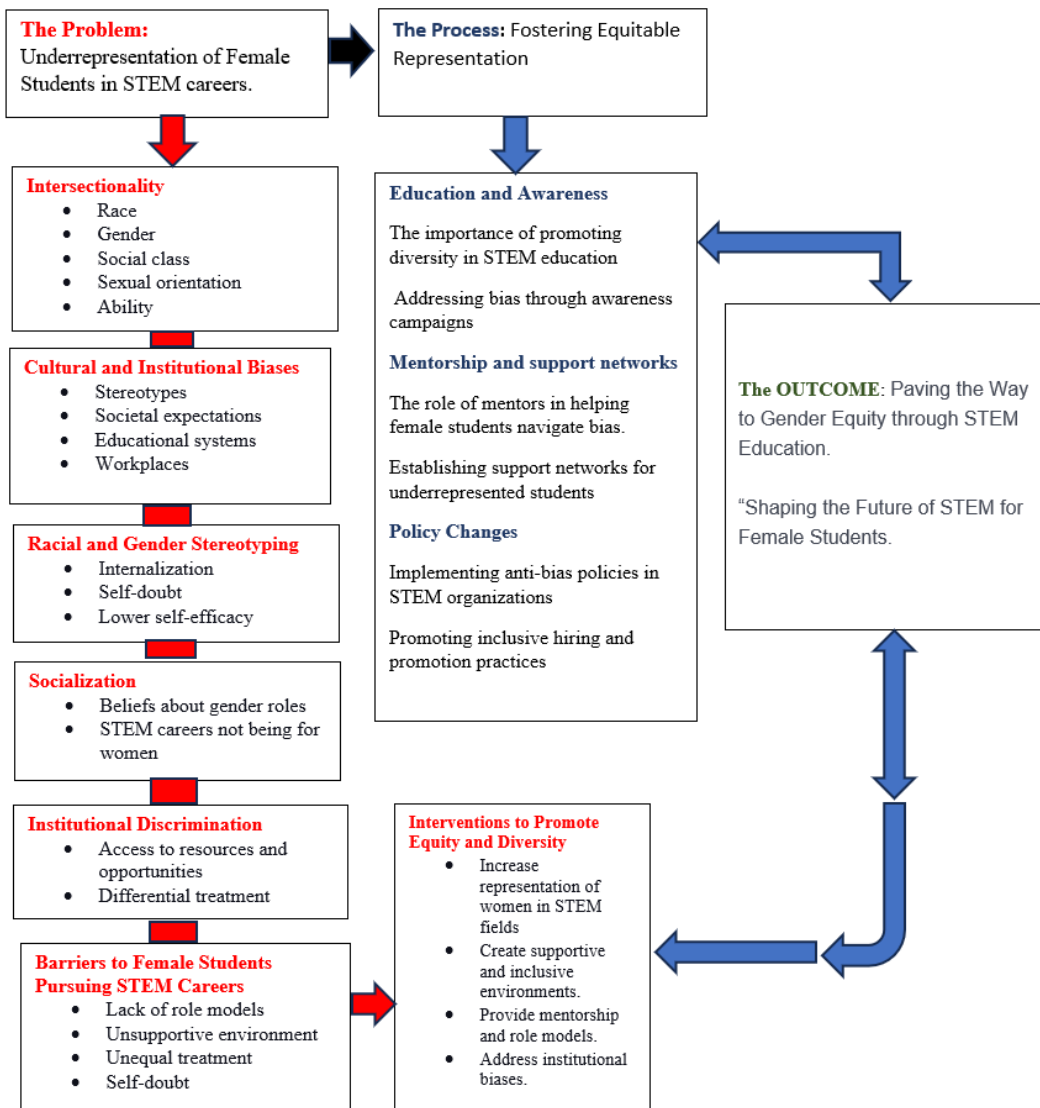 The Problem:
Underrepresentation of Female
Students in STEM careers.
The Process: Fostering Equitable
Representation
Intersectionality
• Race
• Gender
• Social class
• Sexual orientation
• Ability
Cultural and Institutional Biases
• Stereotypes
• Societal expectations
• Educational systems
• Workplaces
Racial and Gender Stereotyping
• Internalization
• Self-doubt
• Lower self-efficacy
Socialization
• Beliefs about gender roles
• STEM careers not being for
women
Institutional Discrimination
• Access to resources and
opportunities
• Differential treatment
Barriers to Female Students
Pursuing STEM Careers
• Lack of role models
• Unsupportive environment
• Unequal treatment
• Self-doubt
Education and Awareness
The importance of promoting
diversity in STEM education
Addressing bias through awareness
campaigns
Mentorship and support networks
The role of mentors in helping
female students navigate bias.
Establishing support networks for
underrepresented students
Policy Changes
Implementing anti-bias policies in
STEM organizations
Promoting inclusive hiring and
promotion practices
Interventions to Promote
Equity and Diversity
• Increase
representation of
women in STEM
fields
• Create supportive
and inclusive
environments.
• Provide mentorship
and role models.
• Address institutional
biases.
The OUTCOME: Paving the Way
to Gender Equity through STEM
Education.
“Shaping the Future of STEM for
Female Students.